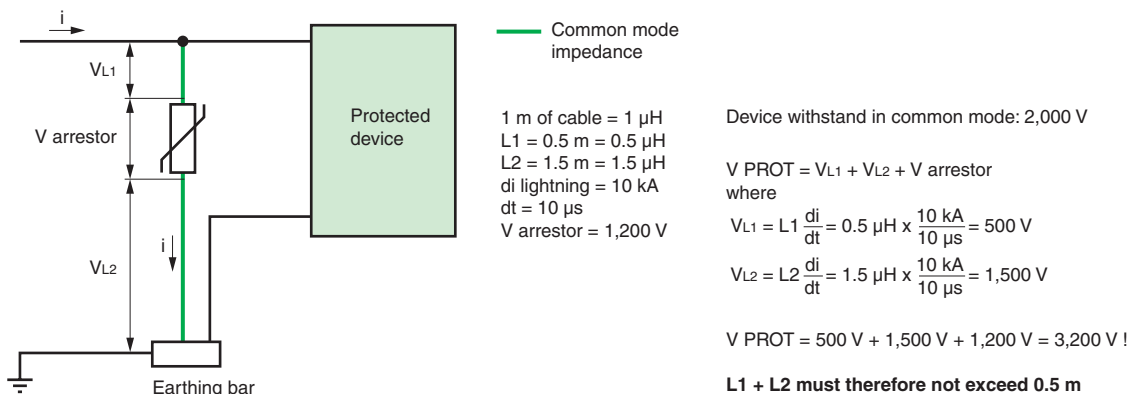 i
VL1
V arrestor
i
VL2
Earthing bar
Protected
device
Common mode
impedance
1 m of cable = 1 µH
L1 = 0.5 m = 0.5 µH
L2 = 1.5 m = 1.5 µH
di lightning = 10 kA
dt = 10 µs
V arrestor = 1,200 V
Device withstand in common mode: 2,000 V
V PROT = VL1 + VL2 + V arrestor
where
VL1 = L1 di/dt = 0.5 µH x 10 kA/10 µs = 500 V
VL2 = L2 di/dt = 1.5 µH x 10 kA/10 µs = 1,500 V
V PROT = 500 V + 1,500 V + 1,200 V = 3,200 V !
L1 + L2 must therefore not exceed 0.5 m